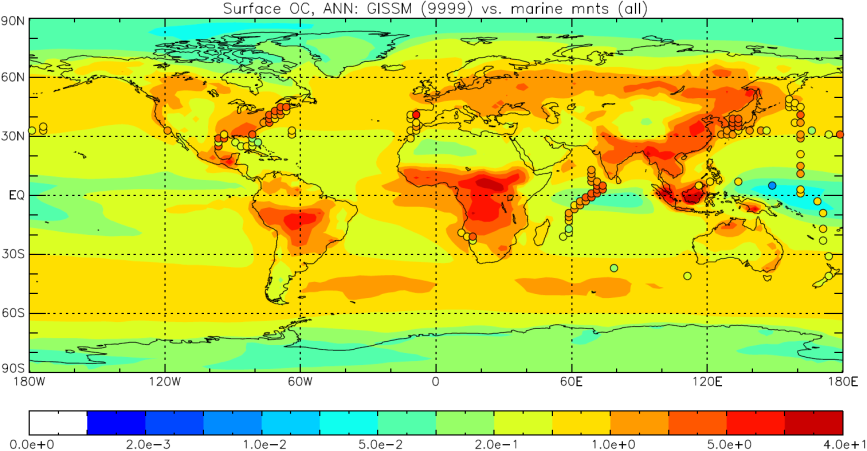 Surface OC, ANN: GISSM (9999) vs. marine mnts (all)
90N
60N
30N
EQ
30S
60S
90S
180W 120W 60W 0 60E 120E 180E
0.0e+0 2.0e-3 1.0e-2 5.0e-2 2.0e-1 1.0e+0 5.0e+0 4.0e+1